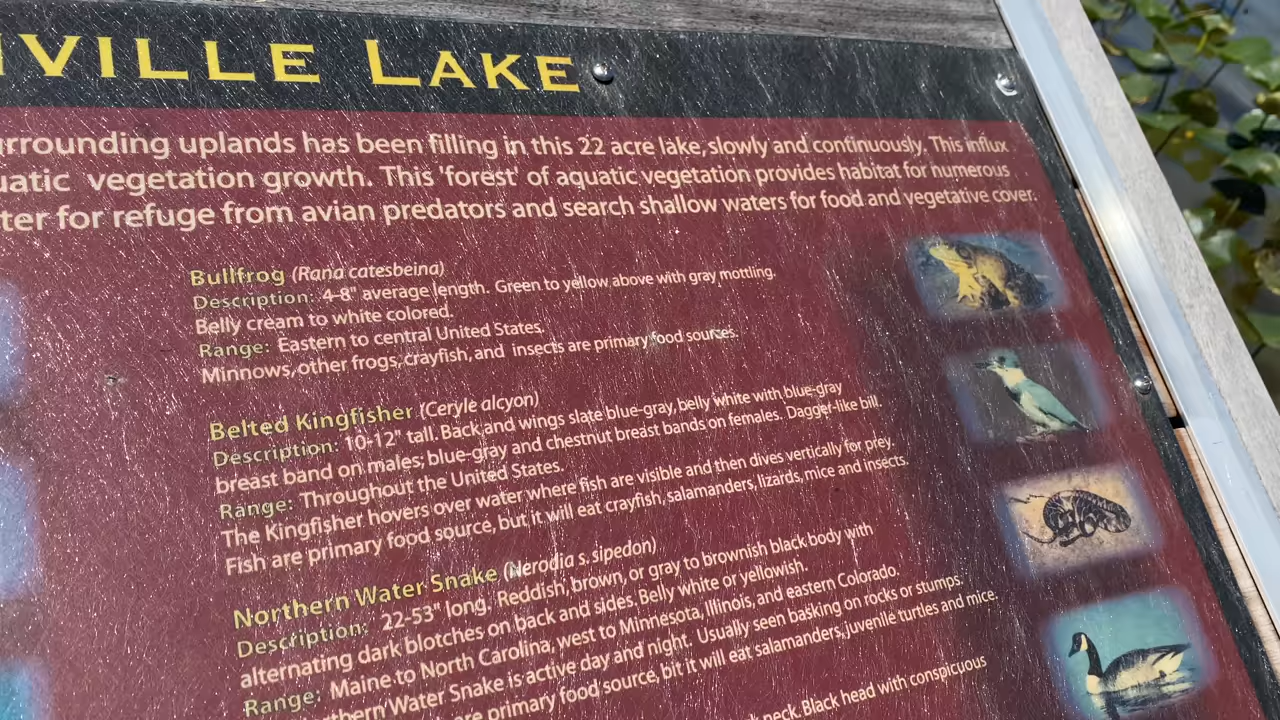 VILLE LAKE
urrounding uplands has been filling in this 22 acre lake, slowly and continuously. This influx
uatic vegetation growth. This 'forest' of aquatic vegetation provides habitat for numerous
ter for refuge from avian predators and search shallow waters for food and vegetative cover.
Bullfrog (Rana catesbeina)
Description: 4-8" average length. Green to yellow above with gray mottling.
Belly cream to white colored.
Range: Eastern to central United States.
Minnows, other frogs, crayfish, and insects are primary food sources.
Belted Kingfisher (Ceryle alcyon)
Description: 10-12" tall. Back and wings slate blue-gray, belly white with blue-gray
breast band on males; blue-gray and chestnut breast bands on females. Dagger-like bill.
Range: Throughout the United States.
The Kingfisher hovers over water where fish are visible and then dives vertically for prey.
Fish are primary food source, but it will eat crayfish, salamanders, lizards, mice and insects.
Northern Water Snake (Nerodia s. sipedon)
Description: 22-53" long. Reddish, brown, or gray to brownish black body with
alternating dark blotches on back and sides. Belly white or yellowish.
Range: Maine to North Carolina, west to Minnesota, Illinois, and eastern Colorado.
rthern Water Snake is active day and night. Usually seen basking on rocks or stumps.
are primary food source, bit it will eat salamanders, juvenile turtles and mice.
neck. Black head with conspicuous